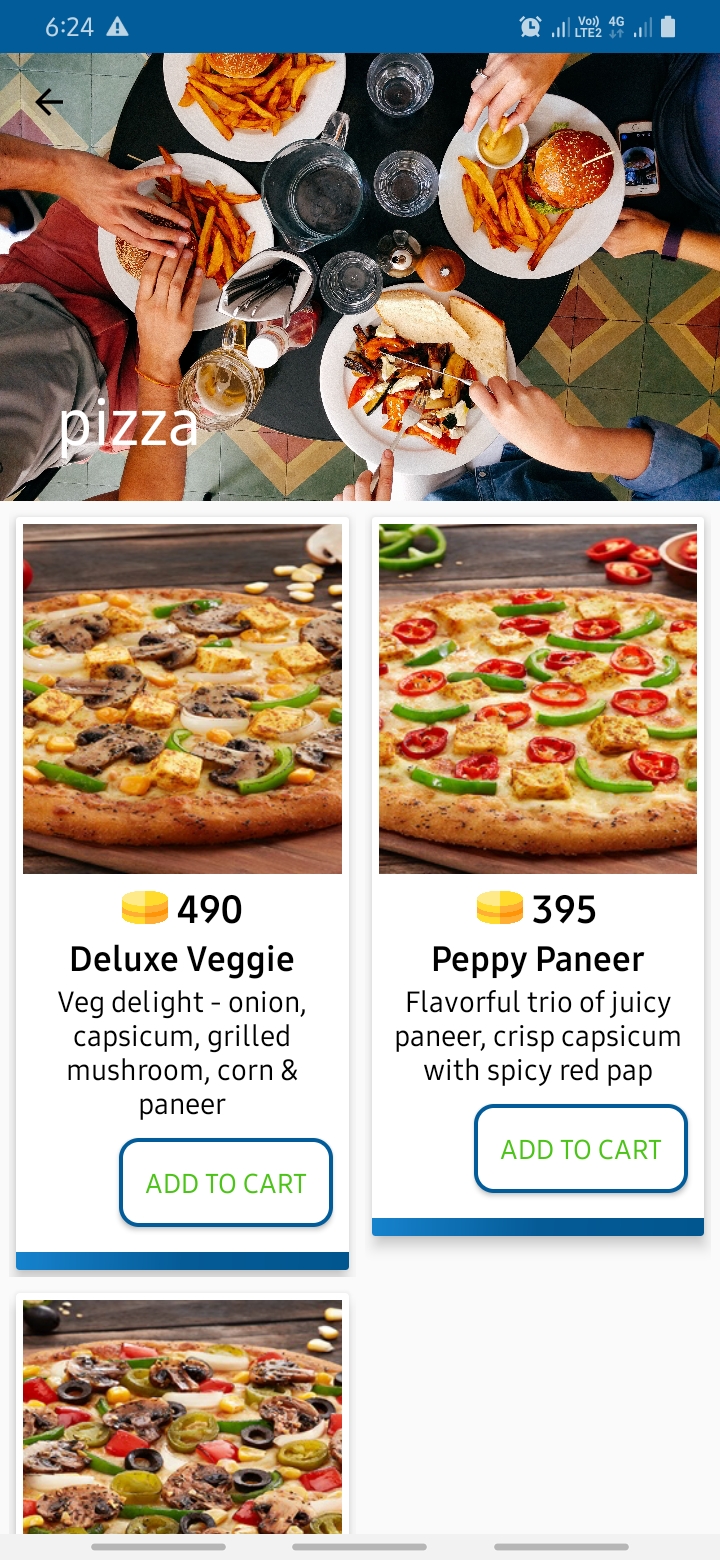 6:24
Vo)) 4G
LTE2
pizza
490
Deluxe Veggie
Veg delight - onion,
capsicum, grilled
mushroom, corn &
paneer
ADD TO CART
395
Peppy Paneer
Flavorful trio of juicy
paneer, crisp capsicum
with spicy red pap
ADD TO CART